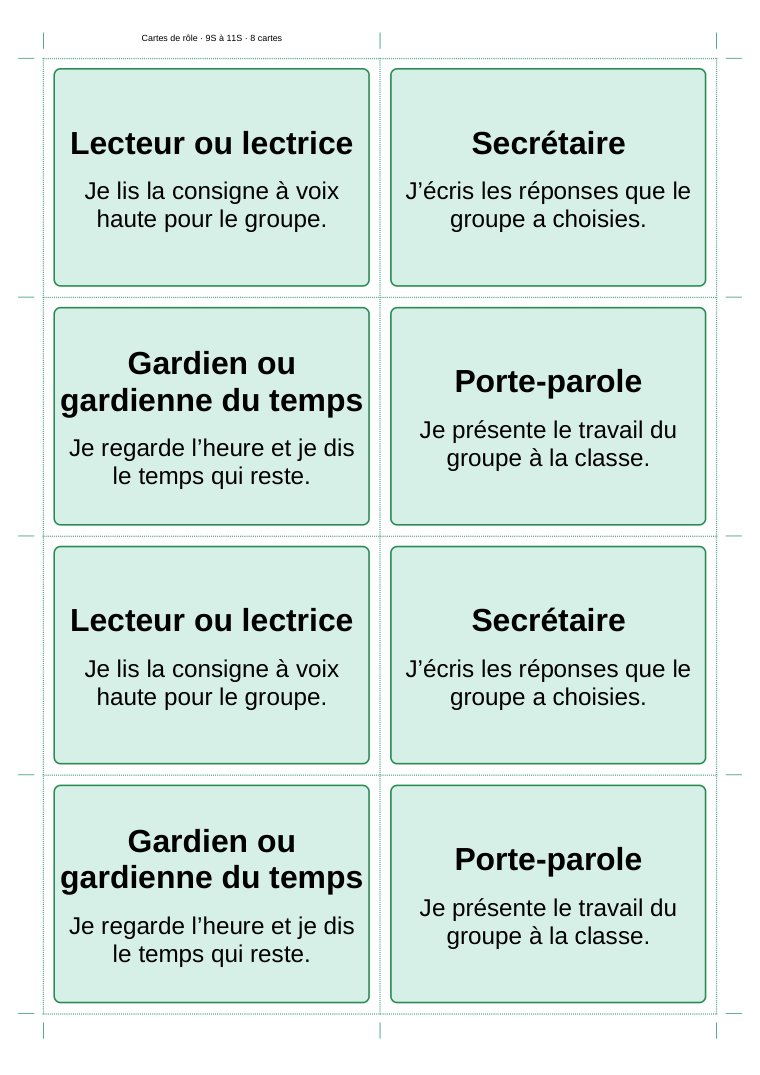 Cartes de rôle · 9S à 11S · 8 cartes
Lecteur ou lectrice
Je lis la consigne à voix
haute pour le groupe.
Secrétaire
J’écris les réponses que le
groupe a choisies.
Gardien ou
gardienne du temps
Je regarde l’heure et je dis
le temps qui reste.
Porte-parole
Je présente le travail du
groupe à la classe.
Lecteur ou lectrice
Je lis la consigne à voix
haute pour le groupe.
Secrétaire
J’écris les réponses que le
groupe a choisies.
Gardien ou
gardienne du temps
Je regarde l’heure et je dis
le temps qui reste.
Porte-parole
Je présente le travail du
groupe à la classe.